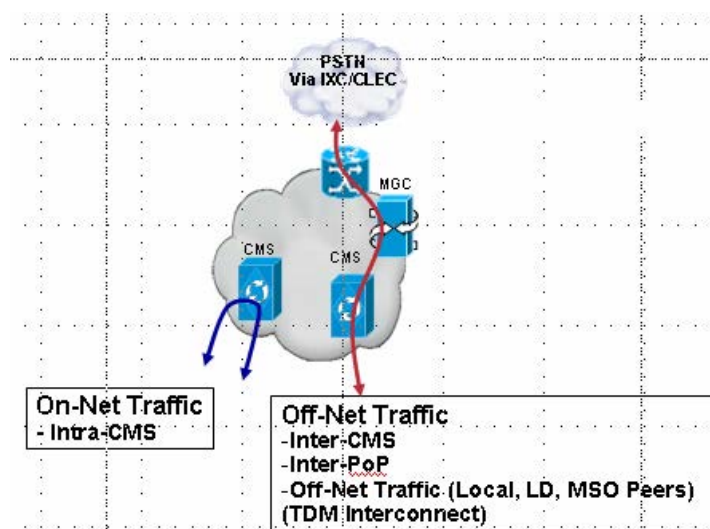 PSTN
Via IXC/CLEC
MGC
CMS
CMS
On-Net Traffic
- Intra-CMS
Off-Net Traffic
-Inter-CMS
-Inter-PoP
-Off-Net Traffic (Local, LD, MSO Peers)
(TDM Interconnect)